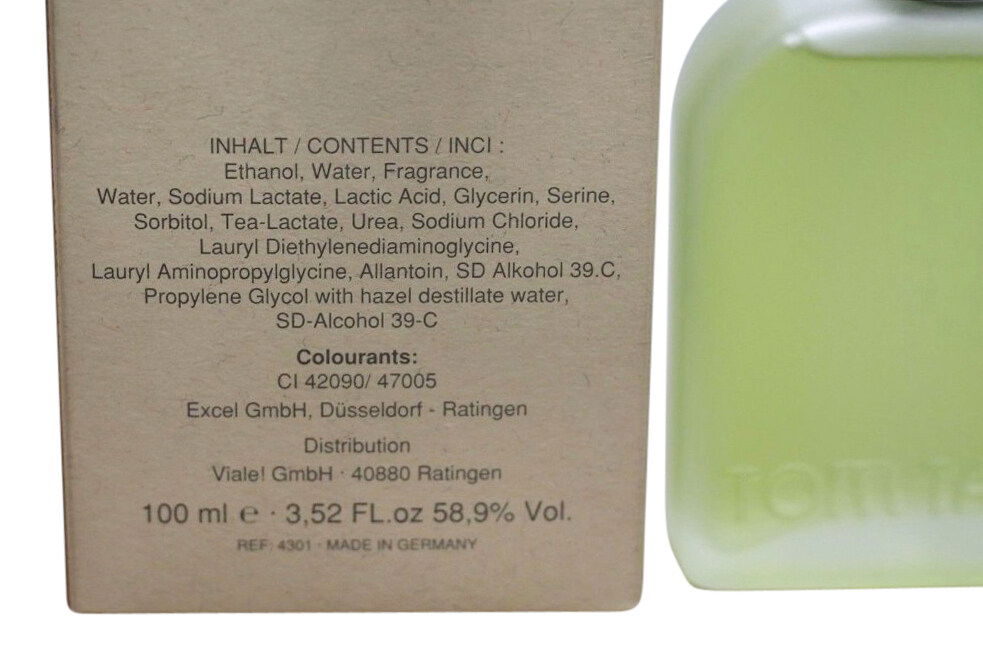 INHALT / CONTENTS / INCI :
Ethanol, Water, Fragrance,
Water, Sodium Lactate, Lactic Acid, Glycerin, Serine,
Sorbitol, Tea-Lactate, Urea, Sodium Chloride,
Lauryl Diethylenediaminoglycine,
Lauryl Aminopropylglycine, Allantoin, SD Alkohol 39.C,
Propylene Glycol with hazel destillate water,
SD-Alcohol 39-C
Colourants:
CI 42090/ 47005
Excel GmbH, Düsseldorf - Ratingen
Distribution
Viale! GmbH · 40880 Ratingen
100 ml e · 3,52 FL.oz 58,9% Vol.
REF: 4301 · MADE IN GERMANY